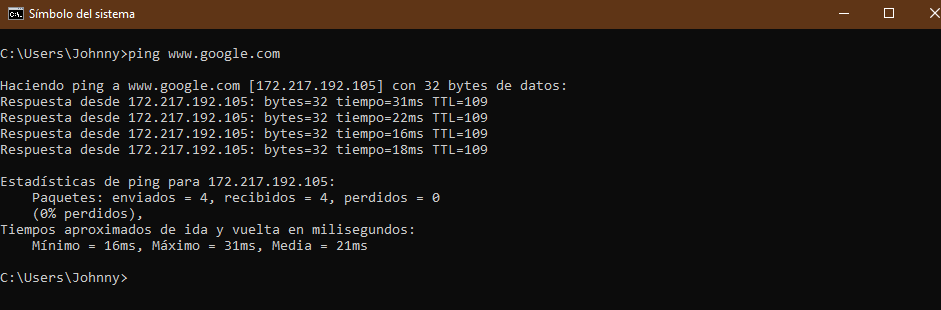 Símbolo del sistema
C:\Users\Johnny>ping www.google.com
Haciendo ping a www.google.com [172.217.192.105] con 32 bytes de datos:
Respuesta desde 172.217.192.105: bytes=32 tiempo=31ms TTL=109
Respuesta desde 172.217.192.105: bytes=32 tiempo=22ms TTL=109
Respuesta desde 172.217.192.105: bytes=32 tiempo=16ms TTL=109
Respuesta desde 172.217.192.105: bytes=32 tiempo=18ms TTL=109
Estadísticas de ping para 172.217.192.105:
    Paquetes: enviados = 4, recibidos = 4, perdidos = 0
    (0% perdidos),
Tiempos aproximados de ida y vuelta en milisegundos:
    Mínimo = 16ms, Máximo = 31ms, Media = 21ms
C:\Users\Johnny>